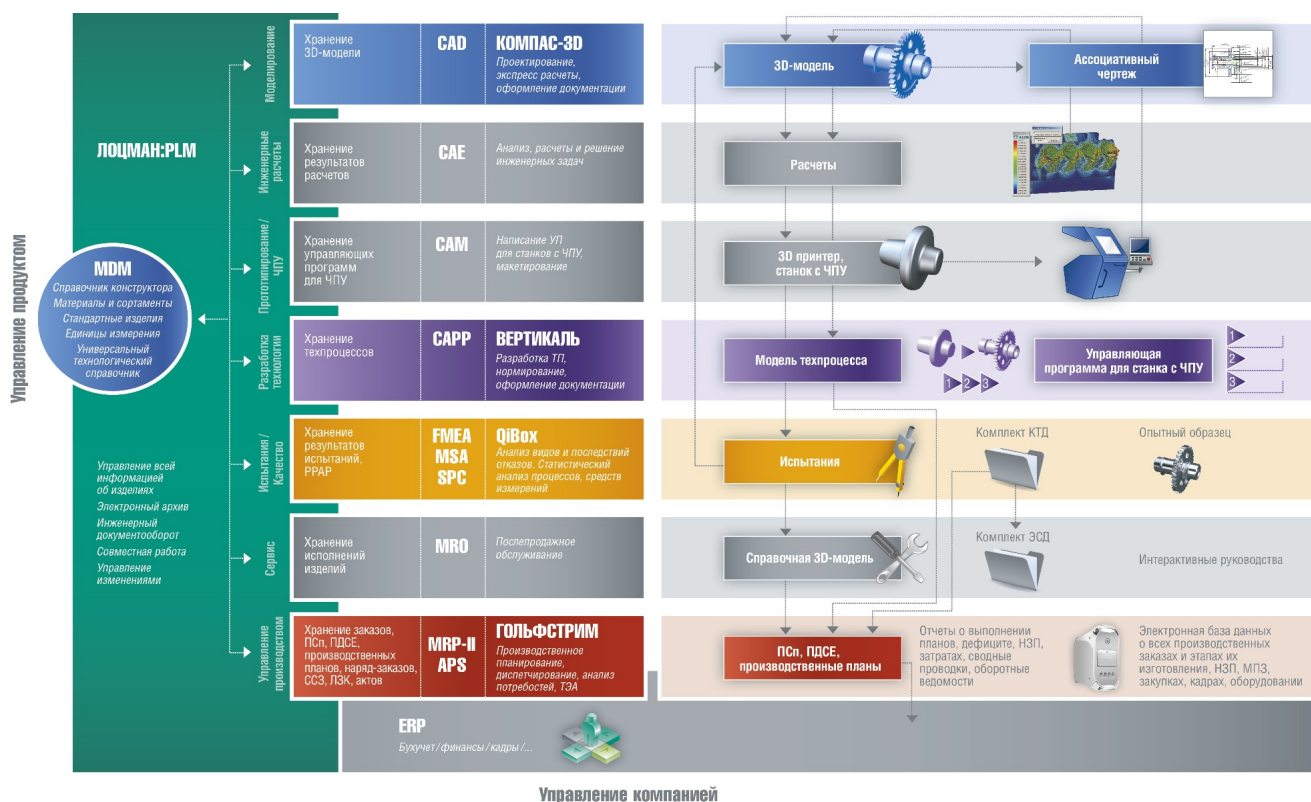 Управление продуктом
ЛОЦМАН:PLM
MDM
Справочник конструктора
Материалы и сортаменты
Стандартные изделия
Единицы измерения
Универсальный
технологический
справочник
Управление всей
информацией
об изделиях
Электронный архив
Инженерный
документооборот
Совместная работа
Управление
изменениями
Моделирование
Хранение
3D-модели
CAD
КОМПАС-3D
Проектирование,
экспресс расчеты,
оформление документации
3D-модель
Ассоциативный
чертеж
Инженерные
расчеты
Хранение
результатов
расчетов
CAE
Анализ, расчеты и решение
инженерных задач
Расчеты
Прототипирование/
ЧПУ
Хранение
управляющих
программ
для ЧПУ
CAM
Написание УП
для станков с ЧПУ,
макетирование
3D принтер,
станок с ЧПУ
Разработка
технологии
Хранение
техпроцессов
CAPP
ВЕРТИКАЛЬ
Разработка ТП,
нормирование,
оформление документации
Модель техпроцесса
1 2 3
Управляющая
программа для станка с ЧПУ
1
2
3
Испытания/
Качество
Хранение
результатов
испытаний,
PPAP
FMEA
MSA
SPC
QiBox
Анализ видов и последствий
отказов. Статистический
анализ процессов, средств
измерений
Испытания
Комплект КТД
Опытный образец
Сервис
Хранение
исполнений
изделий
MRO
Послепродажное
обслуживание
Справочная 3D-модель
Комплект ЭСД
Интерактивные руководства
Управление
производством
Хранение заказов,
ПСп, ПДСЕ,
производственных
планов, наряд-заказов,
ССЗ, ЛЗК, актов
MRP-II
APS
ГОЛЬФСТРИМ
Производственное
планирование,
диспетчирование, анализ
потребностей, ТЭА
ПСп, ПДСЕ,
производственные планы
Отчеты о выполнении
планов, дефиците, НЗП,
затратах, сводные
проводки, оборотные
ведомости
Электронная база данных
о всех производственных
заказах и этапах их
изготовления, НЗП, МПЗ,
закупках, кадрах, оборудовании
ERP
Бухучет/финансы/кадры/...
Управление компанией